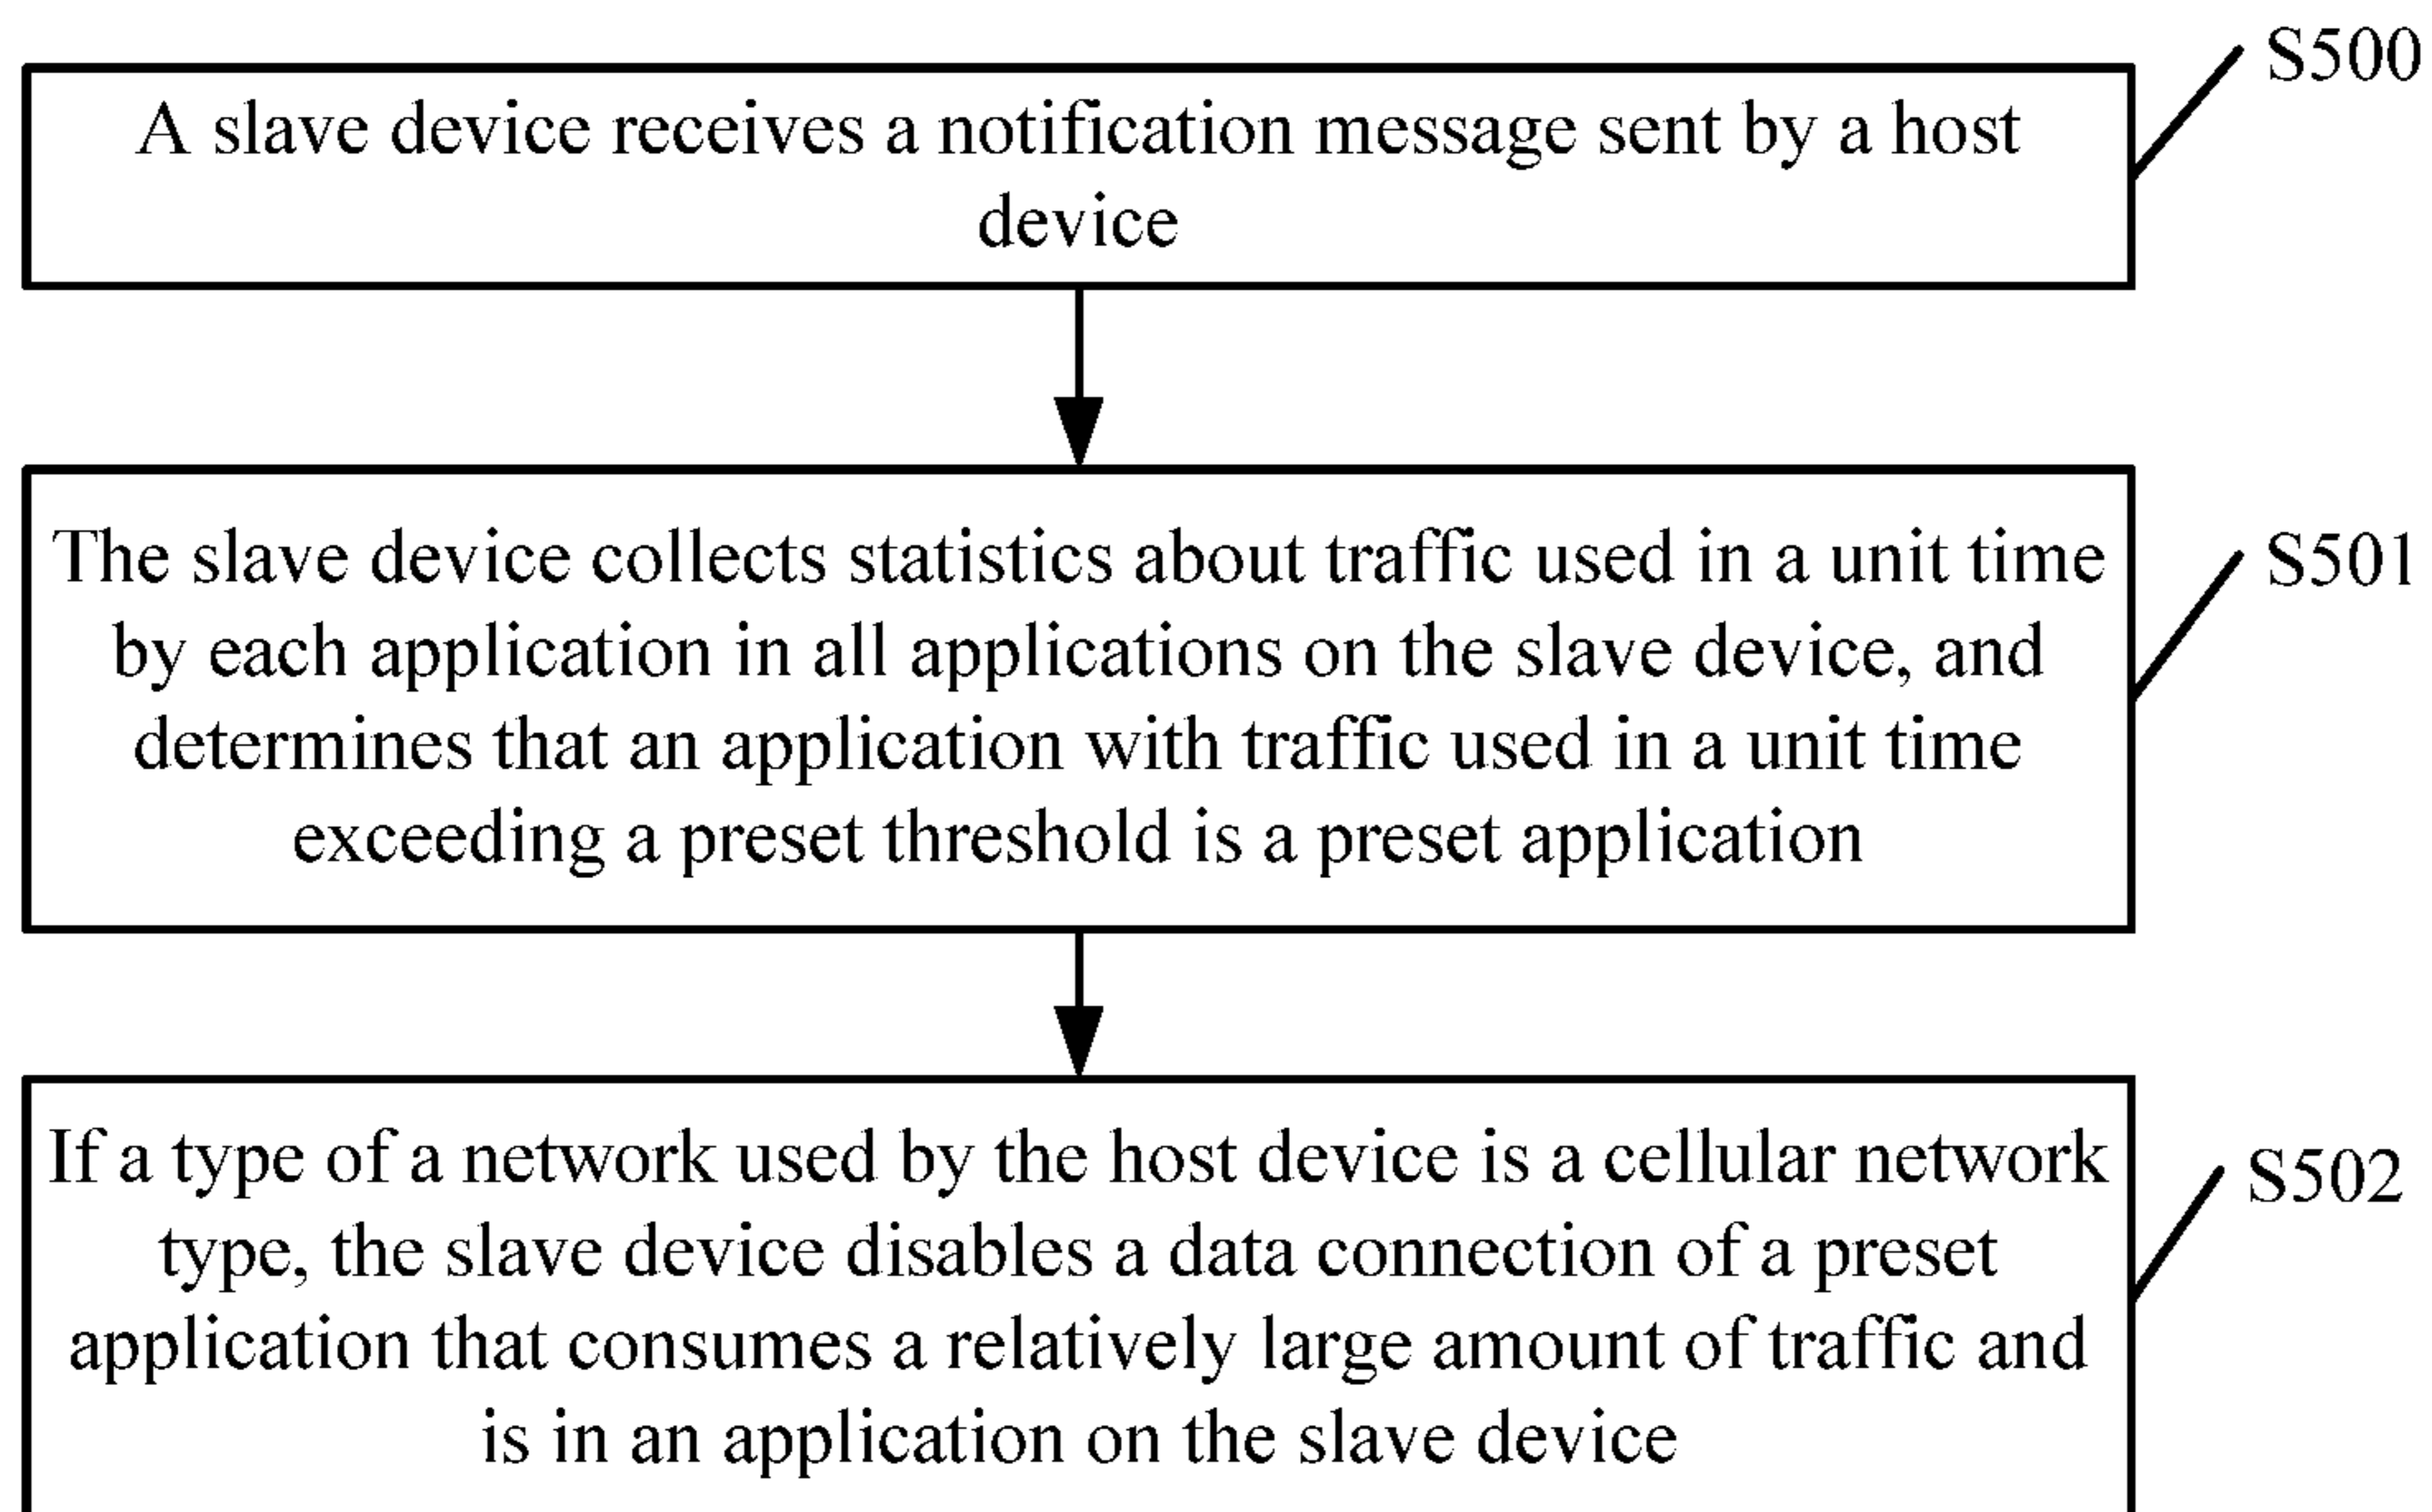 S500
A slave device receives a notification message sent by a host
device
The slave device collects statistics about traffic used in a unit time
S501
by each application in all applications on the slave device, and
determines that an application with traffic used in a unit time
exceeding a preset threshold is a preset application
If a type of a network used by the host device is a cellular network
S502
type, the slave device disables a data connection of a preset
application that consumes a relatively large amount of traffic and
is in an application on the slave device